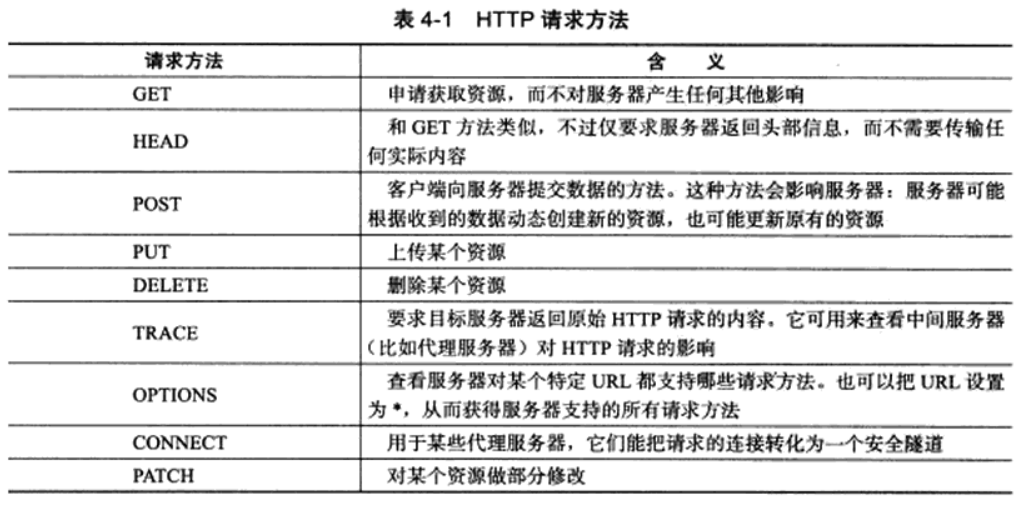 表 4-1 HTTP 请求方法
请求方法 含 义
GET 申请获取资源，而不对服务器产生任何其他影响
HEAD 和 GET 方法类似，不过仅要求服务器返回头部信息，而不需要传输任
何实际内容
POST 客户端向服务器提交数据的方法。这种方法会影响服务器：服务器可能
根据收到的数据动态创建新的资源，也可能更新原有的资源
PUT 上传某个资源
DELETE 删除某个资源
TRACE 要求目标服务器返回原始 HTTP 请求的内容。它可用来查看中间服务器
（比如代理服务器）对 HTTP 请求的影响
OPTIONS 查看服务器对某个特定 URL 都支持哪些请求方法。也可以把 URL 设置
为 *，从而获得服务器支持的所有请求方法
CONNECT 用于某些代理服务器，它们能把请求的连接转化为一个安全隧道
PATCH 对某个资源做部分修改